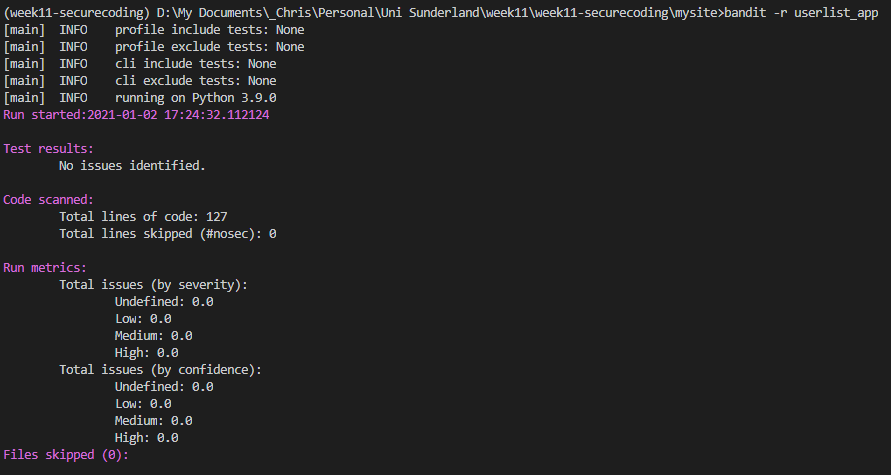 (week11-securecoding) D:\My Documents\_Chris\Personal\Uni Sunderland\week11\week11-securecoding\mysite>bandit -r userlist_app
[main]  INFO    profile include tests: None
[main]  INFO    profile exclude tests: None
[main]  INFO    cli include tests: None
[main]  INFO    cli exclude tests: None
[main]  INFO    running on Python 3.9.0
Run started:2021-01-02 17:24:32.112124
Test results:
No issues identified.
Code scanned:
Total lines of code: 127
Total lines skipped (#nosec): 0
Run metrics:
Total issues (by severity):
Undefined: 0.0
Low: 0.0
Medium: 0.0
High: 0.0
Total issues (by confidence):
Undefined: 0.0
Low: 0.0
Medium: 0.0
High: 0.0
Files skipped (0):